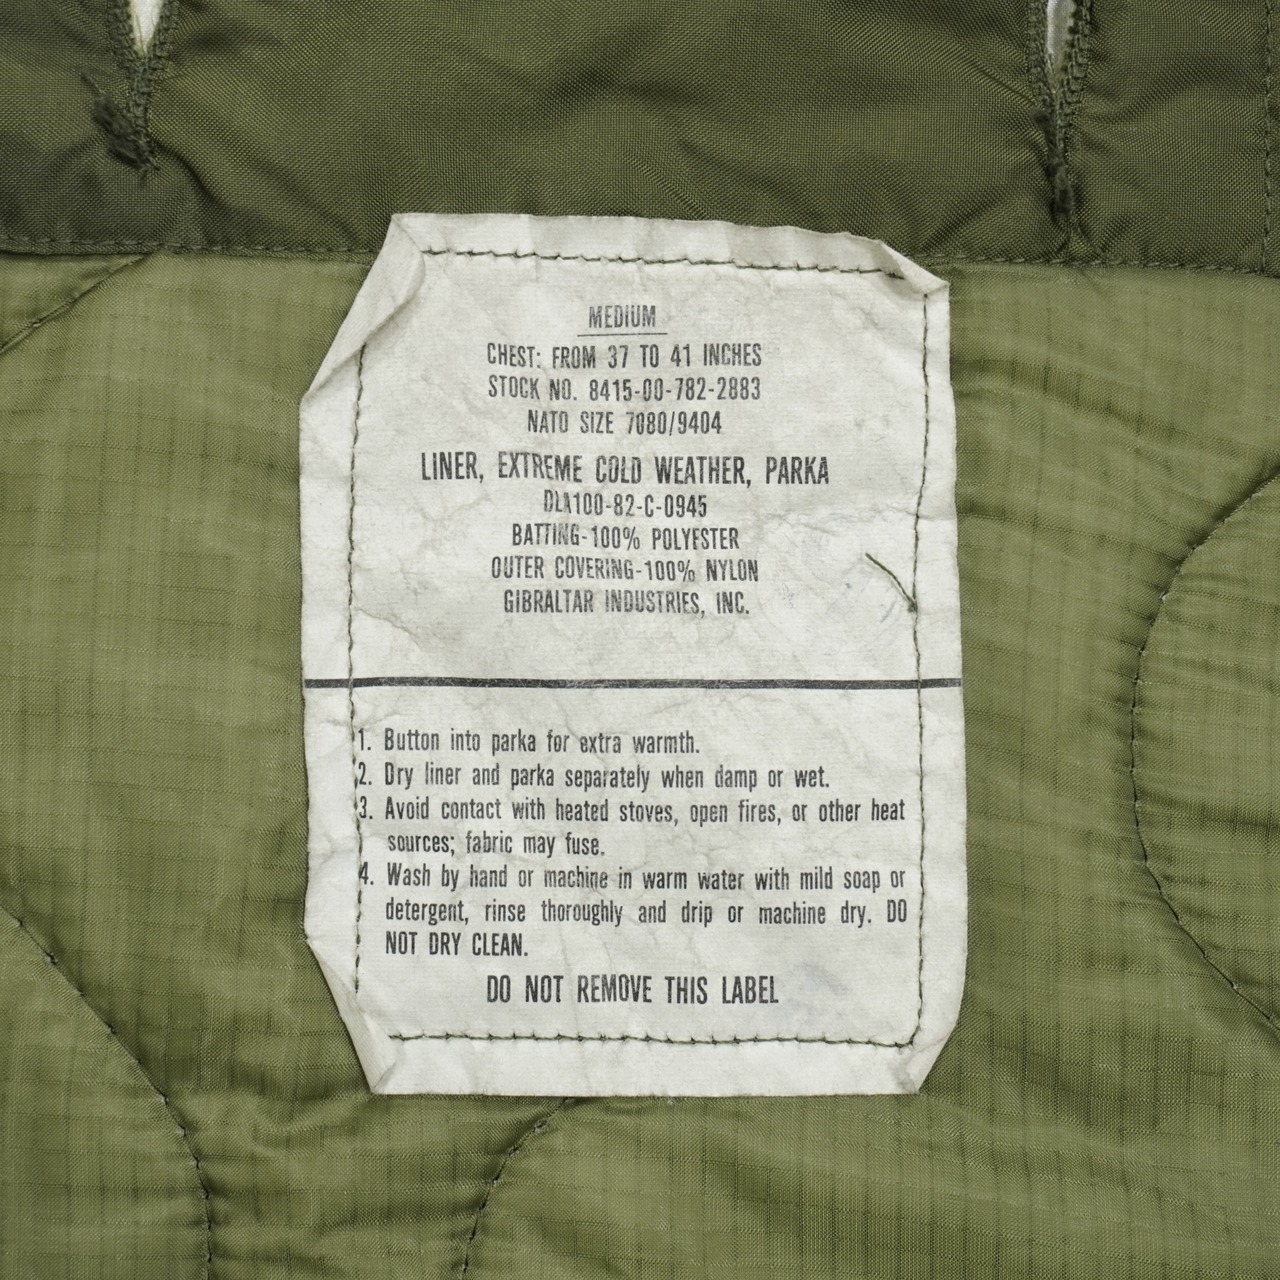 MEDIUM
CHEST: FROM 37 TO 41 INCHES
STOCK NO. 8415-00-782-2883
NATO SIZE 7080/9404
LINER, EXTREME COLD WEATHER, PARKA
DLA100-82-C-0945
BATTING-100% POLYESTER
OUTER COVERING-100% NYLON
GIBRALTAR INDUSTRIES, INC.
1. Button into parka for extra warmth.
2. Dry liner and parka separately when damp or wet.
3. Avoid contact with heated stoves, open fires, or other heat
sources; fabric may fuse.
4. Wash by hand or machine in warm water with mild soap or
detergent, rinse thoroughly and drip or machine dry. DO
NOT DRY CLEAN.
DO NOT REMOVE THIS LABEL